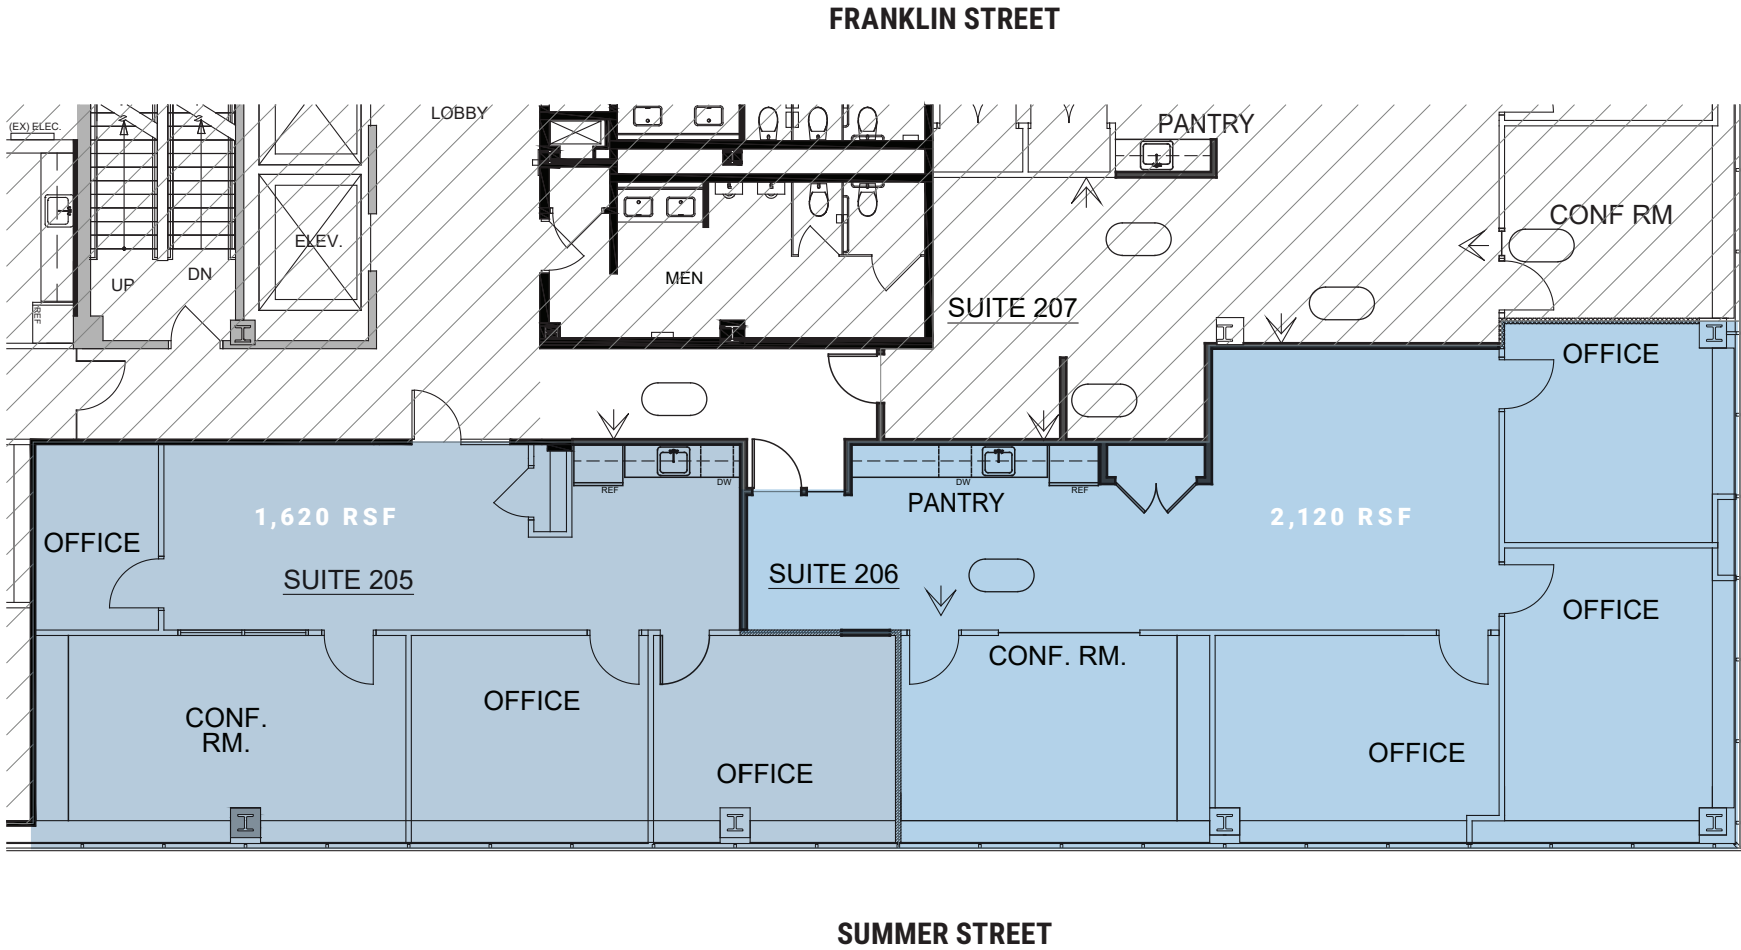 FRANKLIN STREET
LOBBY
(EX) ELEC.
PANTRY
CONF RM
ELEV.
UP
DN
MEN
REF
SUITE 207
OFFICE
REF
DW
DW
REF
PANTRY
1,620 RSF
2,120 RSF
OFFICE
SUITE 205
SUITE 206
OFFICE
CONF. RM.
OFFICE
CONF.
RM.
OFFICE
OFFICE
SUMMER STREET